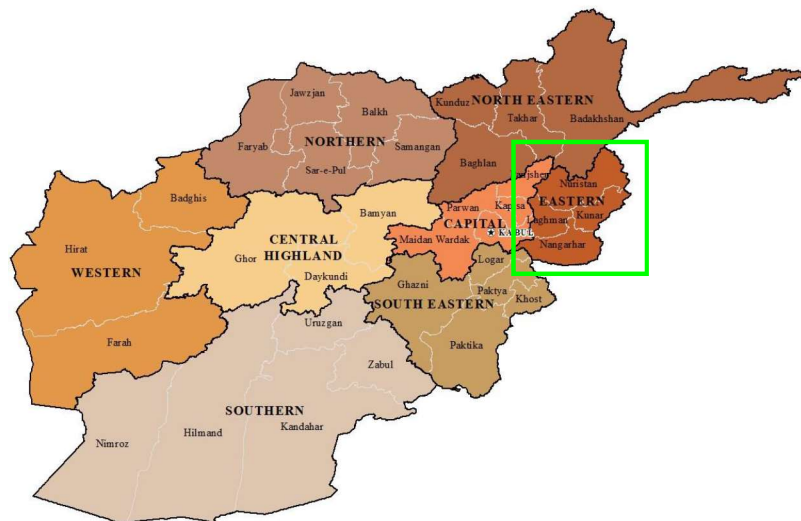 Jawzjan
Balkh
Kunduz
NORTH EASTERN
Takhar
Badakhshan
Faryab
NORTHERN
Samangan
Sar-e-Pul
Baghlan
Badghis
Nuristan
EASTERN
Parwan
Kapisa
Bamyan
CAPITAL
Laghman
Kunar
KABUL
Hirat
WESTERN
CENTRAL
HIGHLAND
Ghor
Maidan Wardak
Nangarhar
Daykundi
Logar
Ghazni
Paktya
SOUTH EASTERN
Khost
Uruzgan
Farah
Zabul
Paktika
SOUTHERN
Nimroz
Hilmand
Kandahar